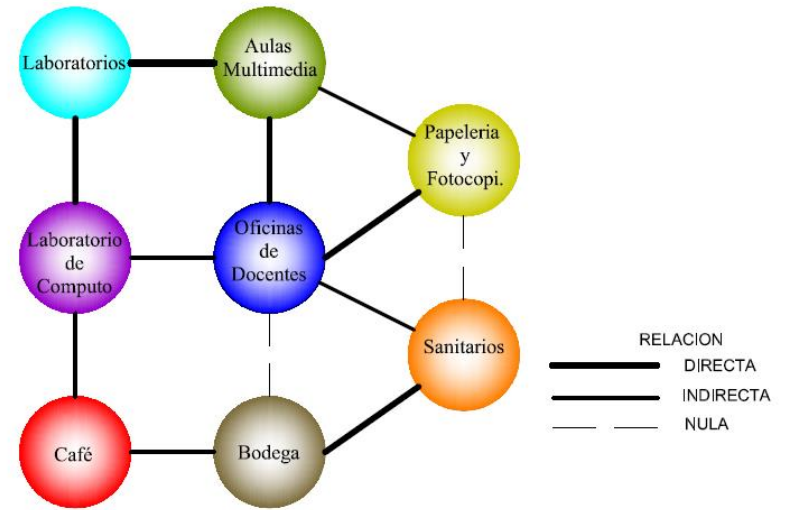 Laboratorios
Aulas
Multimedia
Papeleria
y
Fotocopi.
Laboratorio
de
Computo
Oficinas
de
Docentes
Sanitarios
Café
Bodega
RELACION
DIRECTA
INDIRECTA
NULA